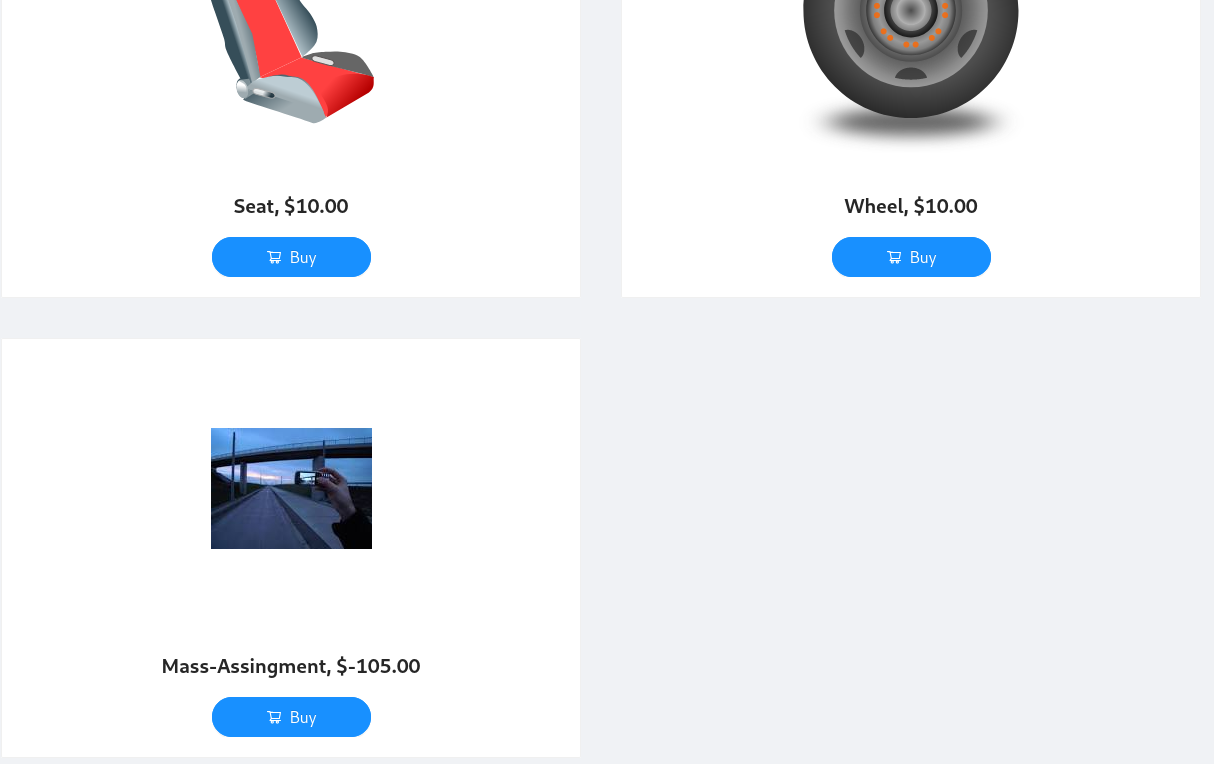 Seat, $10.00
Wheel, $10.00
Buy
Buy
Mass-Assingment, $-105.00
Buy